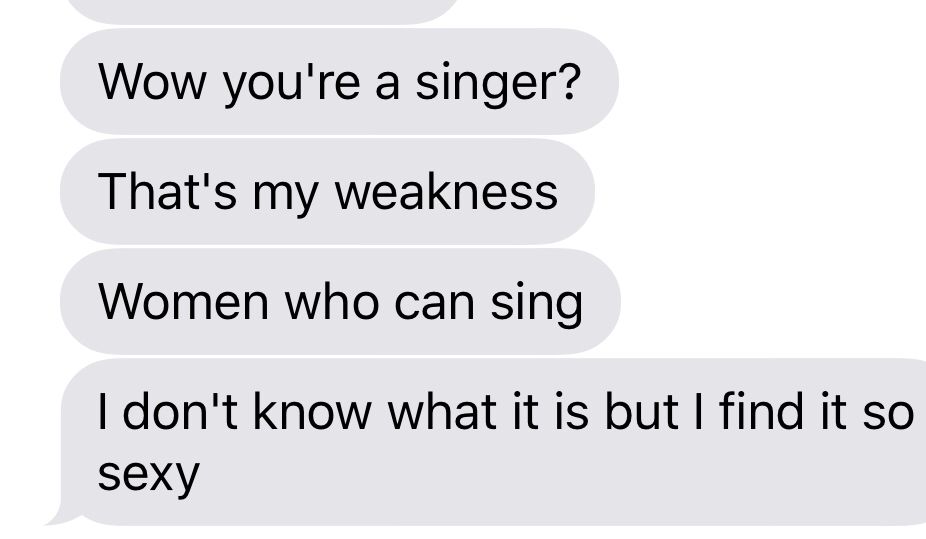 Wow you're a singer?
That's my weakness
Women who can sing
I don't know what it is but I find it so
sexy